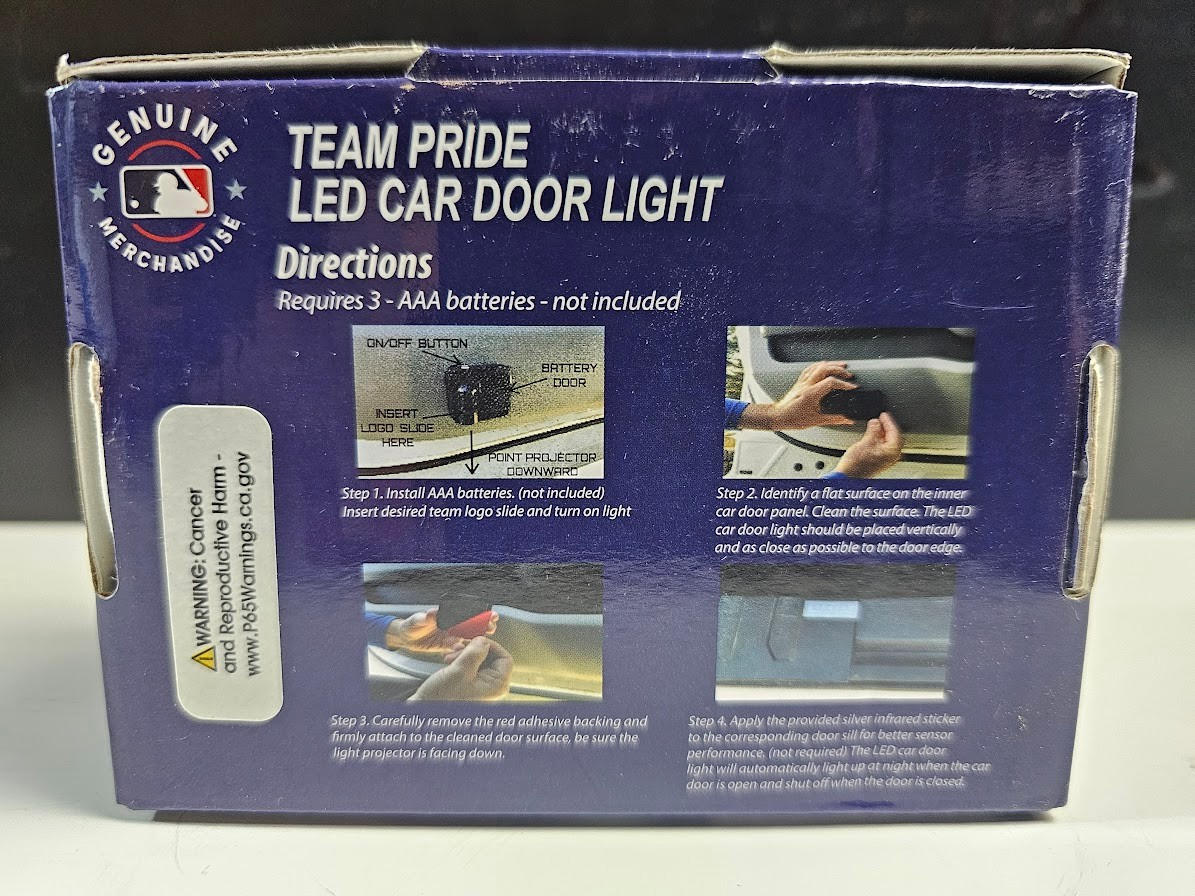 GENUINE
MERCHANDISE
TEAM PRIDE
LED CAR DOOR LIGHT
Directions
Requires 3 - AAA batteries - not included
ON/OFF BUTTON
BATTERY
DOOR
INSERT
LOGO SLIDE
HERE
POINT PROJECTOR
DOWNWARD
Step 1. Install AAA batteries. (not included)
Insert desired team logo slide and turn on light
Step 2. Identify a flat surface on the inner
car door panel. Clean the surface. The LED
car door light should be placed vertically
and as close as possible to the door edge.
Step 3. Carefully remove the red adhesive backing and
firmly attach to the cleaned door surface, be sure the
light projector is facing down.
Step 4. Apply the provided silver infrared sticker
to the corresponding door sill for better sensor
performance. (not required) The LED car door
light will automatically light up at night when the car
door is open and shut off when the door is closed.
⚠WARNING: Cancer
and Reproductive Harm -
www.P65Warnings.ca.gov